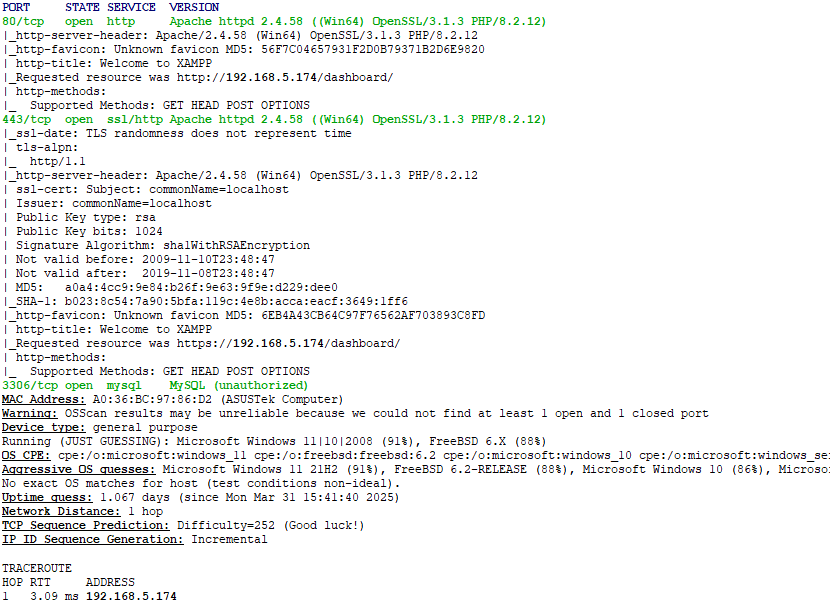 PORT     STATE SERVICE  VERSION
80/tcp   open  http     Apache httpd 2.4.58 ((Win64) OpenSSL/3.1.3 PHP/8.2.12)
|_http-server-header: Apache/2.4.58 (Win64) OpenSSL/3.1.3 PHP/8.2.12
|_http-favicon: Unknown favicon MD5: 56F7C04657931F2D0B79371B2D6E9820
| http-title: Welcome to XAMPP
|_Requested resource was http://192.168.5.174/dashboard/
| http-methods:
|_  Supported Methods: GET HEAD POST OPTIONS
443/tcp  open  ssl/http Apache httpd 2.4.58 ((Win64) OpenSSL/3.1.3 PHP/8.2.12)
|_ssl-date: TLS randomness does not represent time
| tls-alpn:
|_  http/1.1
|_http-server-header: Apache/2.4.58 (Win64) OpenSSL/3.1.3 PHP/8.2.12
| ssl-cert: Subject: commonName=localhost
| Issuer: commonName=localhost
| Public Key type: rsa
| Public Key bits: 1024
| Signature Algorithm: sha1WithRSAEncryption
| Not valid before: 2009-11-10T23:48:47
| Not valid after:  2019-11-08T23:48:47
| MD5:   a0a4:4cc9:9e84:b26f:9e63:9f9e:d229:dee0
|_SHA-1: b023:8c54:7a90:5bfa:119c:4e8b:acca:eacf:3649:1ff6
|_http-favicon: Unknown favicon MD5: 6EB4A43CB64C97F76562AF703893C8FD
| http-title: Welcome to XAMPP
|_Requested resource was https://192.168.5.174/dashboard/
| http-methods:
|_  Supported Methods: GET HEAD POST OPTIONS
3306/tcp open  mysql    MySQL (unauthorized)
MAC Address: A0:36:BC:97:86:D2 (ASUSTek Computer)
Warning: OSScan results may be unreliable because we could not find at least 1 open and 1 closed port
Device type: general purpose
Running (JUST GUESSING): Microsoft Windows 11|10|2008 (91%), FreeBSD 6.X (88%)
OS CPE: cpe:/o:microsoft:windows_11 cpe:/o:freebsd:freebsd:6.2 cpe:/o:microsoft:windows_10 cpe:/o:microsoft:windows_se
Aggressive OS guesses: Microsoft Windows 11 21H2 (91%), FreeBSD 6.2-RELEASE (88%), Microsoft Windows 10 (86%), Microso
No exact OS matches for host (test conditions non-ideal).
Uptime guess: 1.067 days (since Mon Mar 31 15:41:40 2025)
Network Distance: 1 hop
TCP Sequence Prediction: Difficulty=252 (Good luck!)
IP ID Sequence Generation: Incremental
TRACEROUTE
HOP RTT     ADDRESS
1   3.09 ms 192.168.5.174